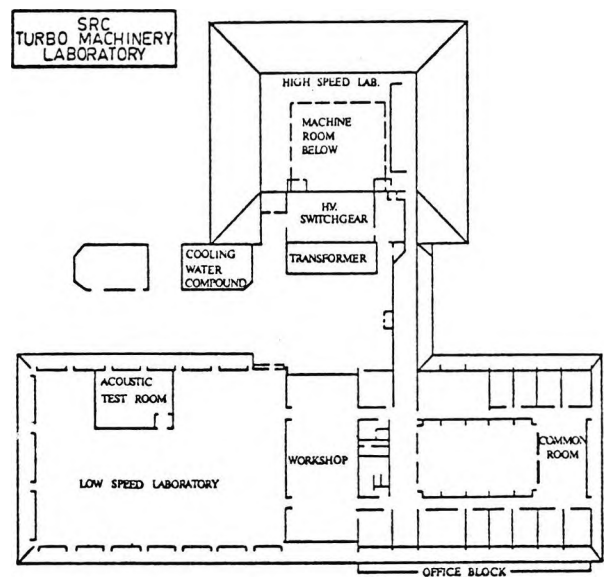 SRC
TURBO MACHINERY
LABORATORY
HIGH SPEED LAB.
MACHINE
ROOM
BELOW
H.V.
SWITCHGEAR
COOLING
WATER
COMPOUND
TRANSFORMER
ACOUSTIC
TEST ROOM
LOW SPEED LABORATORY
WORKSHOP
COMMON
ROOM
OFFICE BLOCK